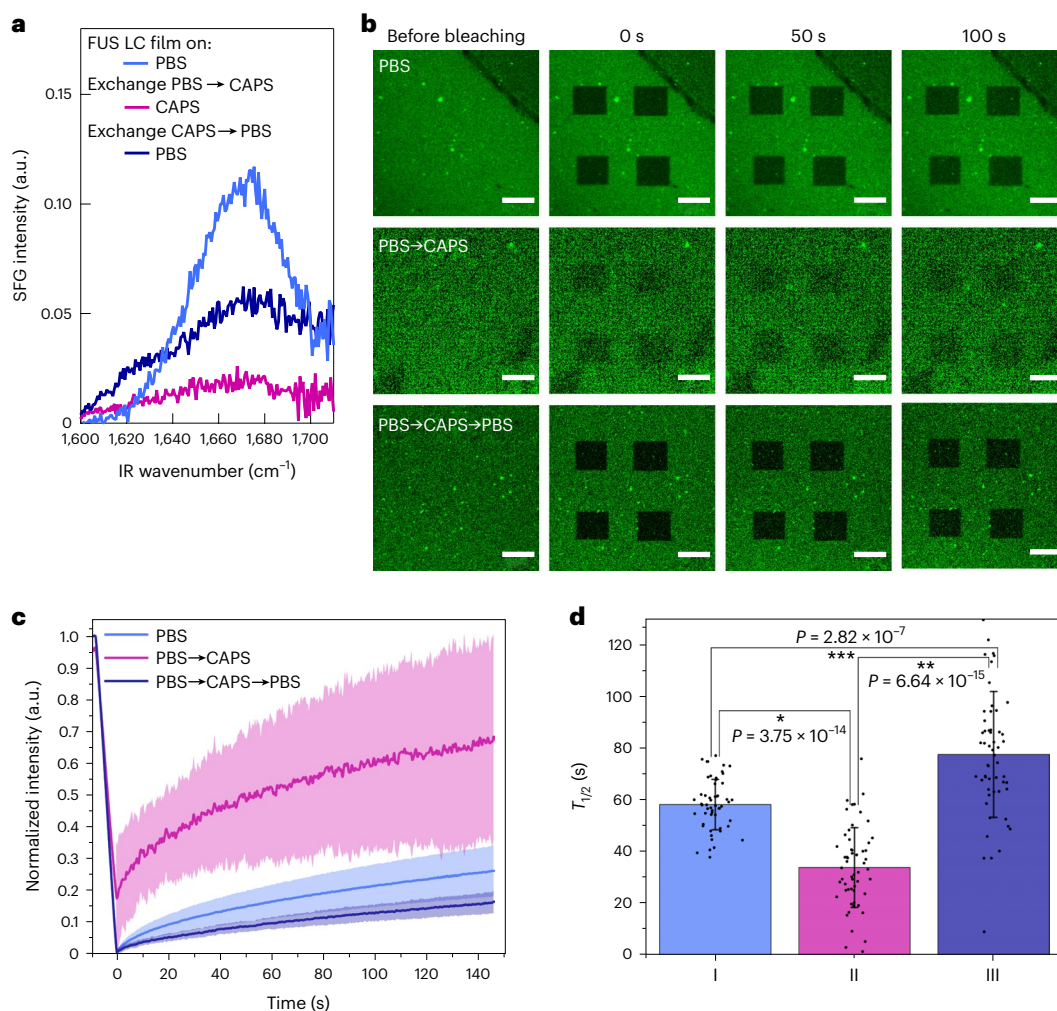 a
FUS LC film on:
PBS
Exchange PBS → CAPS
CAPS
Exchange CAPS → PBS
PBS
0.15
0.10
0.05
0
1,600 1,620 1,640 1,660 1,680 1,700
SFG intensity (a.u.)
IR wavenumber (cm⁻¹)
b
Before bleaching 0 s 50 s 100 s
PBS
PBS→CAPS
PBS→CAPS→PBS
c
PBS
PBS→CAPS
PBS→CAPS→PBS
1.0
0.9
0.8
0.7
0.6
0.5
0.4
0.3
0.2
0.1
0
0 20 40 60 80 100 120 140
Normalized intensity (a.u.)
Time (s)
d
P = 2.82 × 10⁻⁷
***
**
P = 6.64 × 10⁻¹⁵
*
P = 3.75 × 10⁻¹⁴
120
100
80
60
40
20
0
T1/2 (s)
I II III